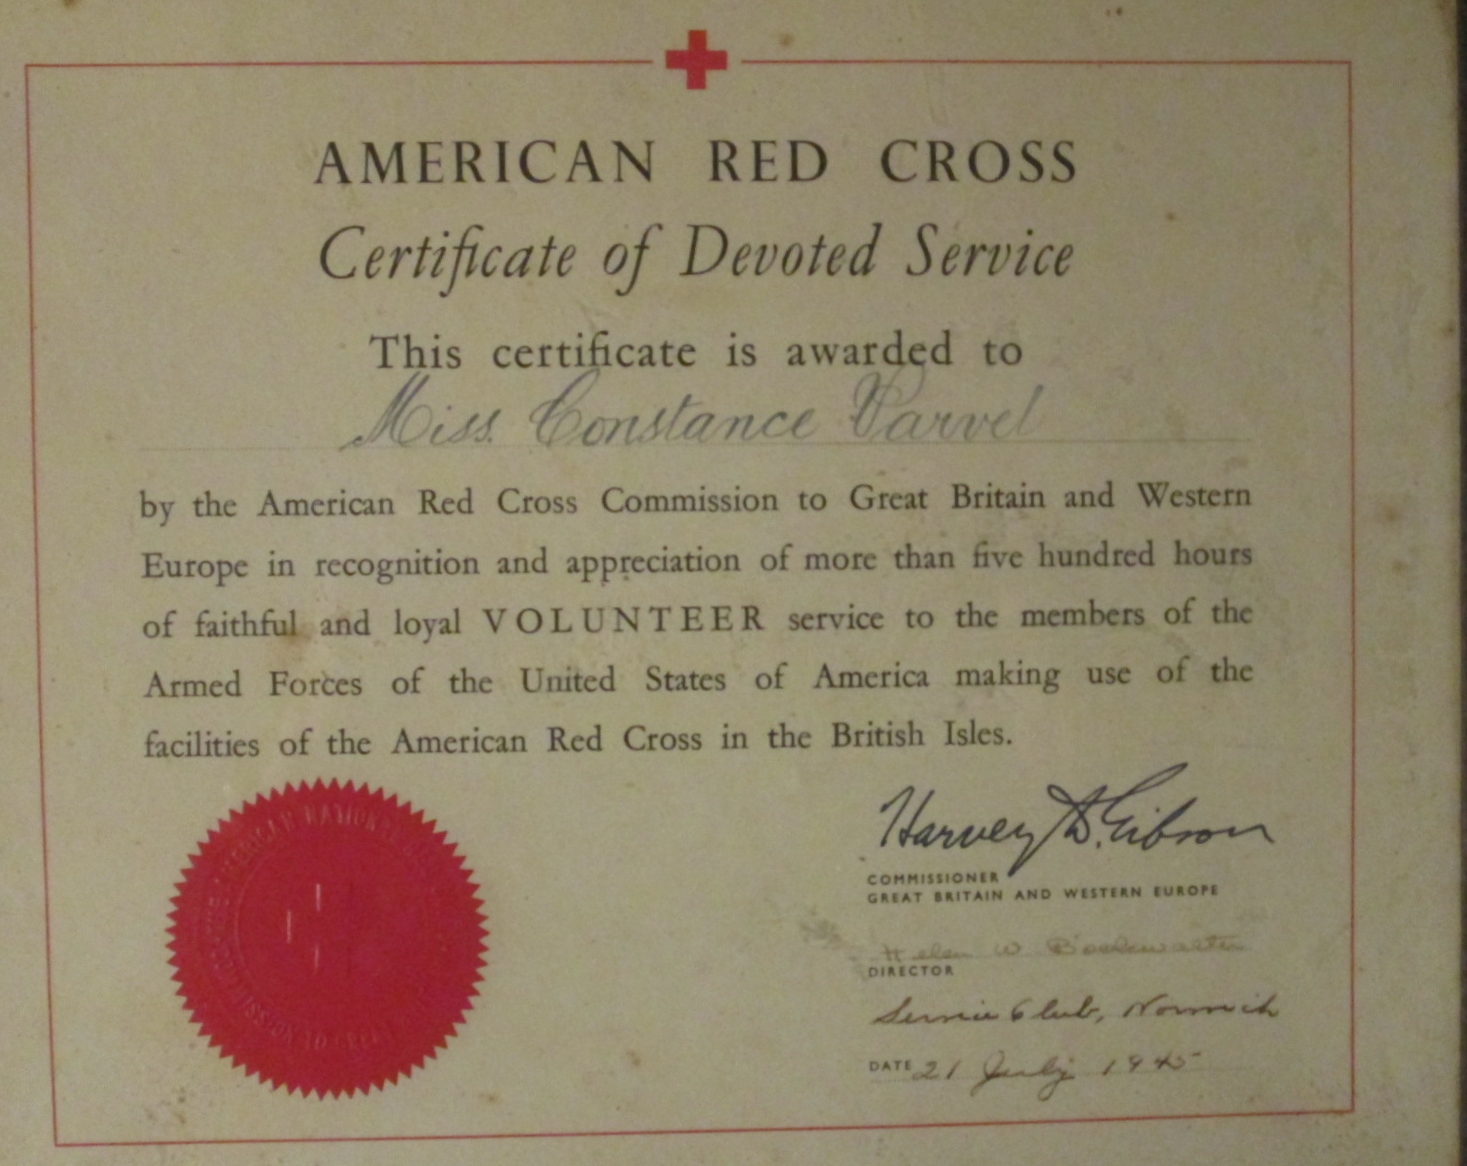 AMERICAN RED CROSS
Certificate of Devoted Service
This certificate is awarded to
Miss Constance Varvel
by the American Red Cross Commission to Great Britain and Western
Europe in recognition and appreciation of more than five hundred hours
of faithful and loyal VOLUNTEER service to the members of the
Armed Forces of the United States of America making use of the
facilities of the American Red Cross in the British Isles.
Harvey D. Gibson
COMMISSIONER
GREAT BRITAIN AND WESTERN EUROPE
Helen W.
DIRECTOR
Service Club, Norwich
DATE 21 July 1945
AMERICAN NATIONAL